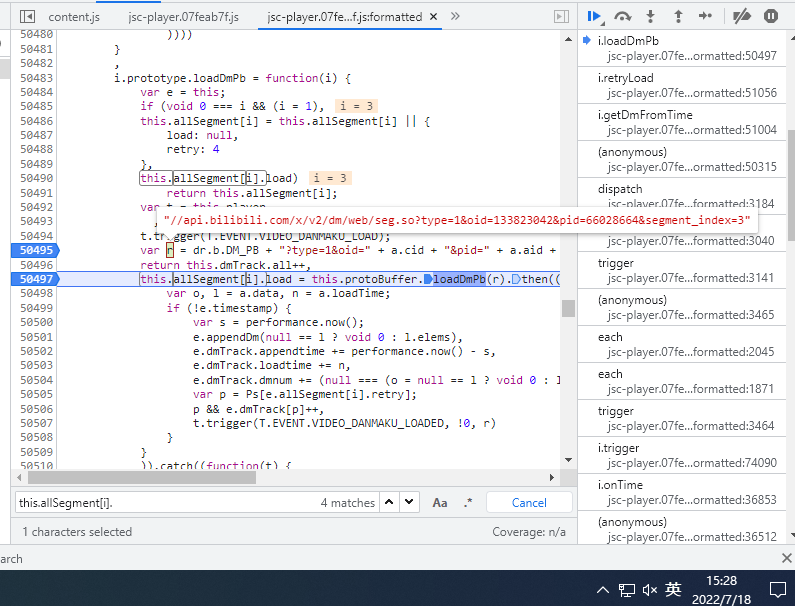 content.js
jsc-player.07feab7f.js
jsc-player.07fe...f.js:formatted ×
50480 ))))
50481 }
50482 ,
50483 i.prototype.loadDmPb = function(i) {
50484 var e = this;
50485 if (void 0 === i && (i = 1), i = 3
50486 this.allSegment[i] = this.allSegment[i] || {
50487 load: null,
50488 retry: 4
50489 },
50490 this.allSegment[i].load) i = 3
50491 return this.allSegment[i];
50492
"//api.bilibili.com/x/v2/dm/web/seg.so?type=1&oid=133823042&pid=66028664&segment_index=3"
50493
50494 t.trigger(T.EVENT.VIDEO_DANMAKU_LOAD);
50495 var r = dr.b.DM_PB + "?type=1&oid=" + a.cid + "&pid=" + a.aid +
50496 return this.dmTrack.all++,
50497 this.allSegment[i].load = this.protoBuffer.loadDmPb(r).then((
50498 var o, l = a.data, n = a.loadTime;
50499 if (!e.timestamp) {
50500 var s = performance.now();
50501 e.appendDm(null == l ? void 0 : l.elems),
50502 e.dmTrack.appendtime += performance.now() - s,
50503 e.dmTrack.loadtime += n,
50504 e.dmTrack.dmnum += (null === (o = null == l ? void 0 : l
50505 var p = Ps[e.allSegment[i].retry];
50506 p && e.dmTrack[p]++,
50507 t.trigger(T.EVENT.VIDEO_DANMAKU_LOADED, !0, r)
50508 }
50509 }
50510 )).catch((function(t) {
this.allSegment[i].
4 matches
Aa
.*
Cancel
1 characters selected
Coverage: n/a
i.loadDmPb
jsc-player.07fe...ormatted:50497
i.retryLoad
jsc-player.07fe...ormatted:51056
i.getDmFromTime
jsc-player.07fe...ormatted:51004
(anonymous)
jsc-player.07fe...ormatted:50315
dispatch
jsc-player.07fe...formatted:3184
jsc-player.07fe...formatted:3040
trigger
jsc-player.07fe...formatted:3141
(anonymous)
jsc-player.07fe...formatted:3465
each
jsc-player.07fe...formatted:2045
each
jsc-player.07fe...formatted:1871
trigger
jsc-player.07fe...formatted:3464
i.trigger
jsc-player.07fe...ormatted:74090
i.onTime
jsc-player.07fe...ormatted:36853
(anonymous)
jsc-player.07fe...ormatted:36512
arch
英
15:28
2022/7/18